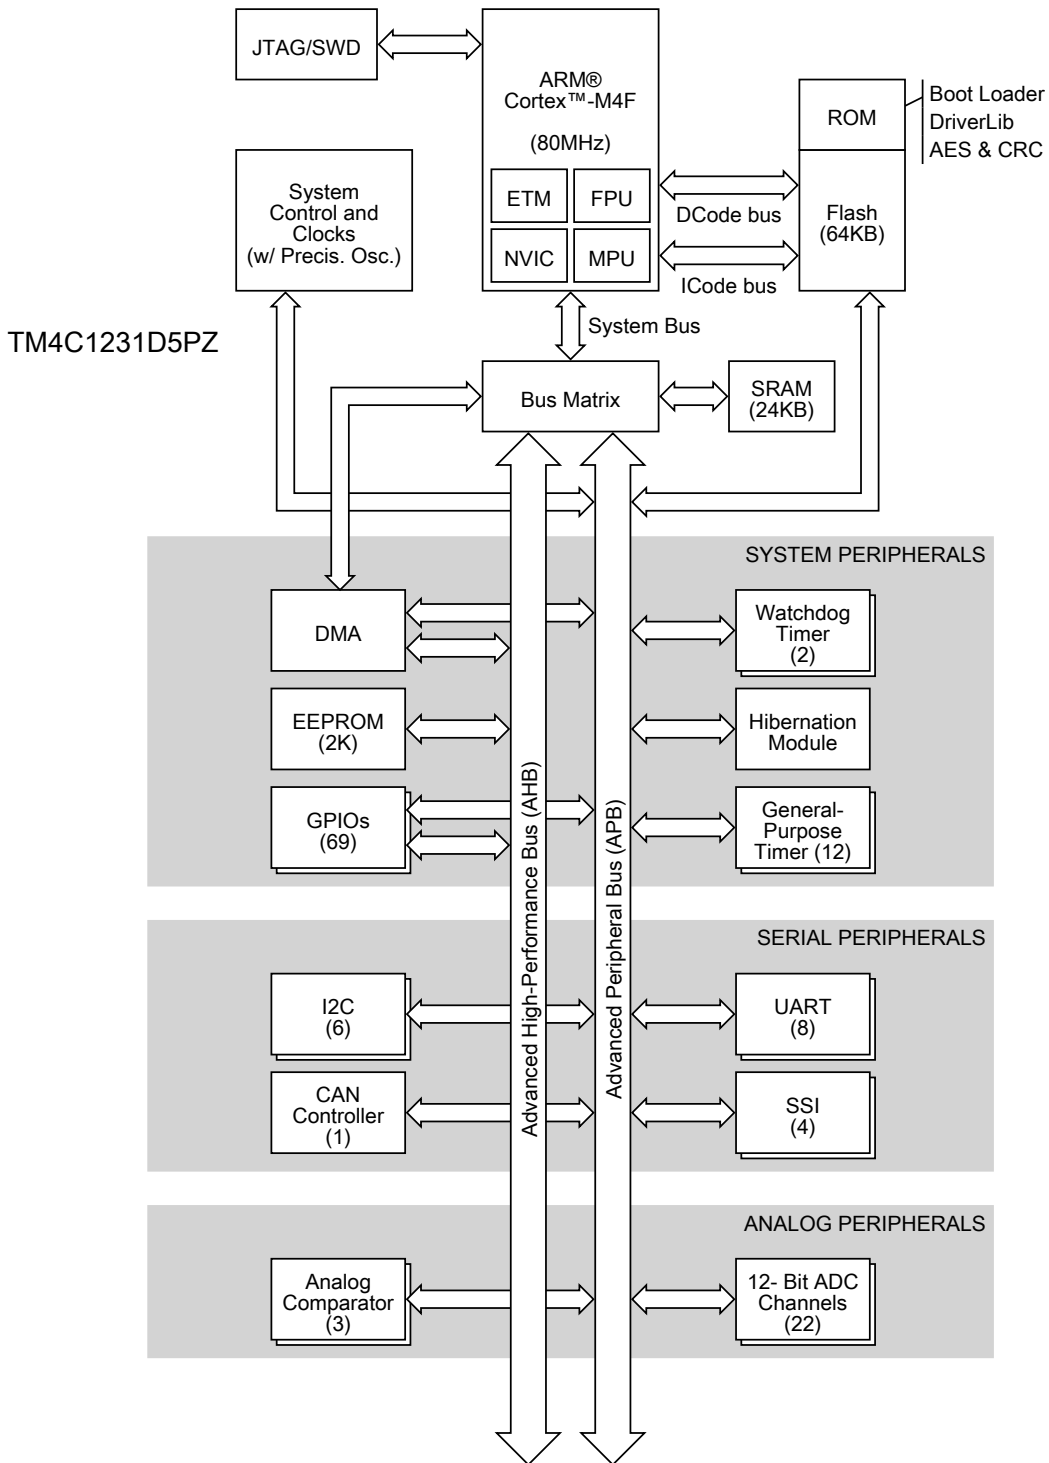 JTAG/SWD
ARM®
Cortex™-M4F
(80MHz)
ETM
FPU
NVIC
MPU
ROM
Boot Loader
DriverLib
AES & CRC
Flash
(64KB)
DCode bus
ICode bus
System
Control and
Clocks
(w/ Precis. Osc.)
TM4C1231D5PZ
System Bus
Bus Matrix
SRAM
(24KB)
SYSTEM PERIPHERALS
DMA
Watchdog
Timer
(2)
EEPROM
(2K)
Hibernation
Module
GPIOs
(69)
General-
Purpose
Timer (12)
Advanced High-Performance Bus (AHB)
Advanced Peripheral Bus (APB)
SERIAL PERIPHERALS
I2C
(6)
UART
(8)
CAN
Controller
(1)
SSI
(4)
ANALOG PERIPHERALS
Analog
Comparator
(3)
12- Bit ADC
Channels
(22)